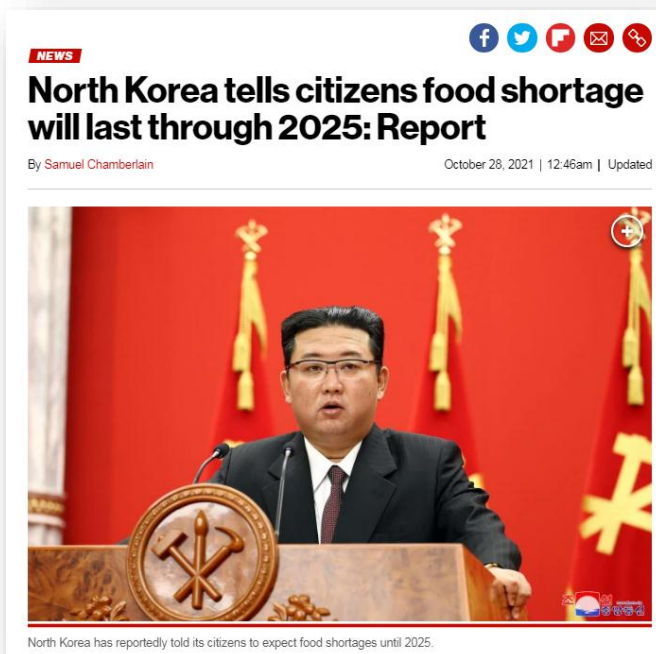 NEWS
North Korea tells citizens food shortage
will last through 2025: Report
By Samuel Chamberlain
October 28, 2021 | 12:46am | Updated
North Korea has reportedly told its citizens to expect food shortages until 2025.